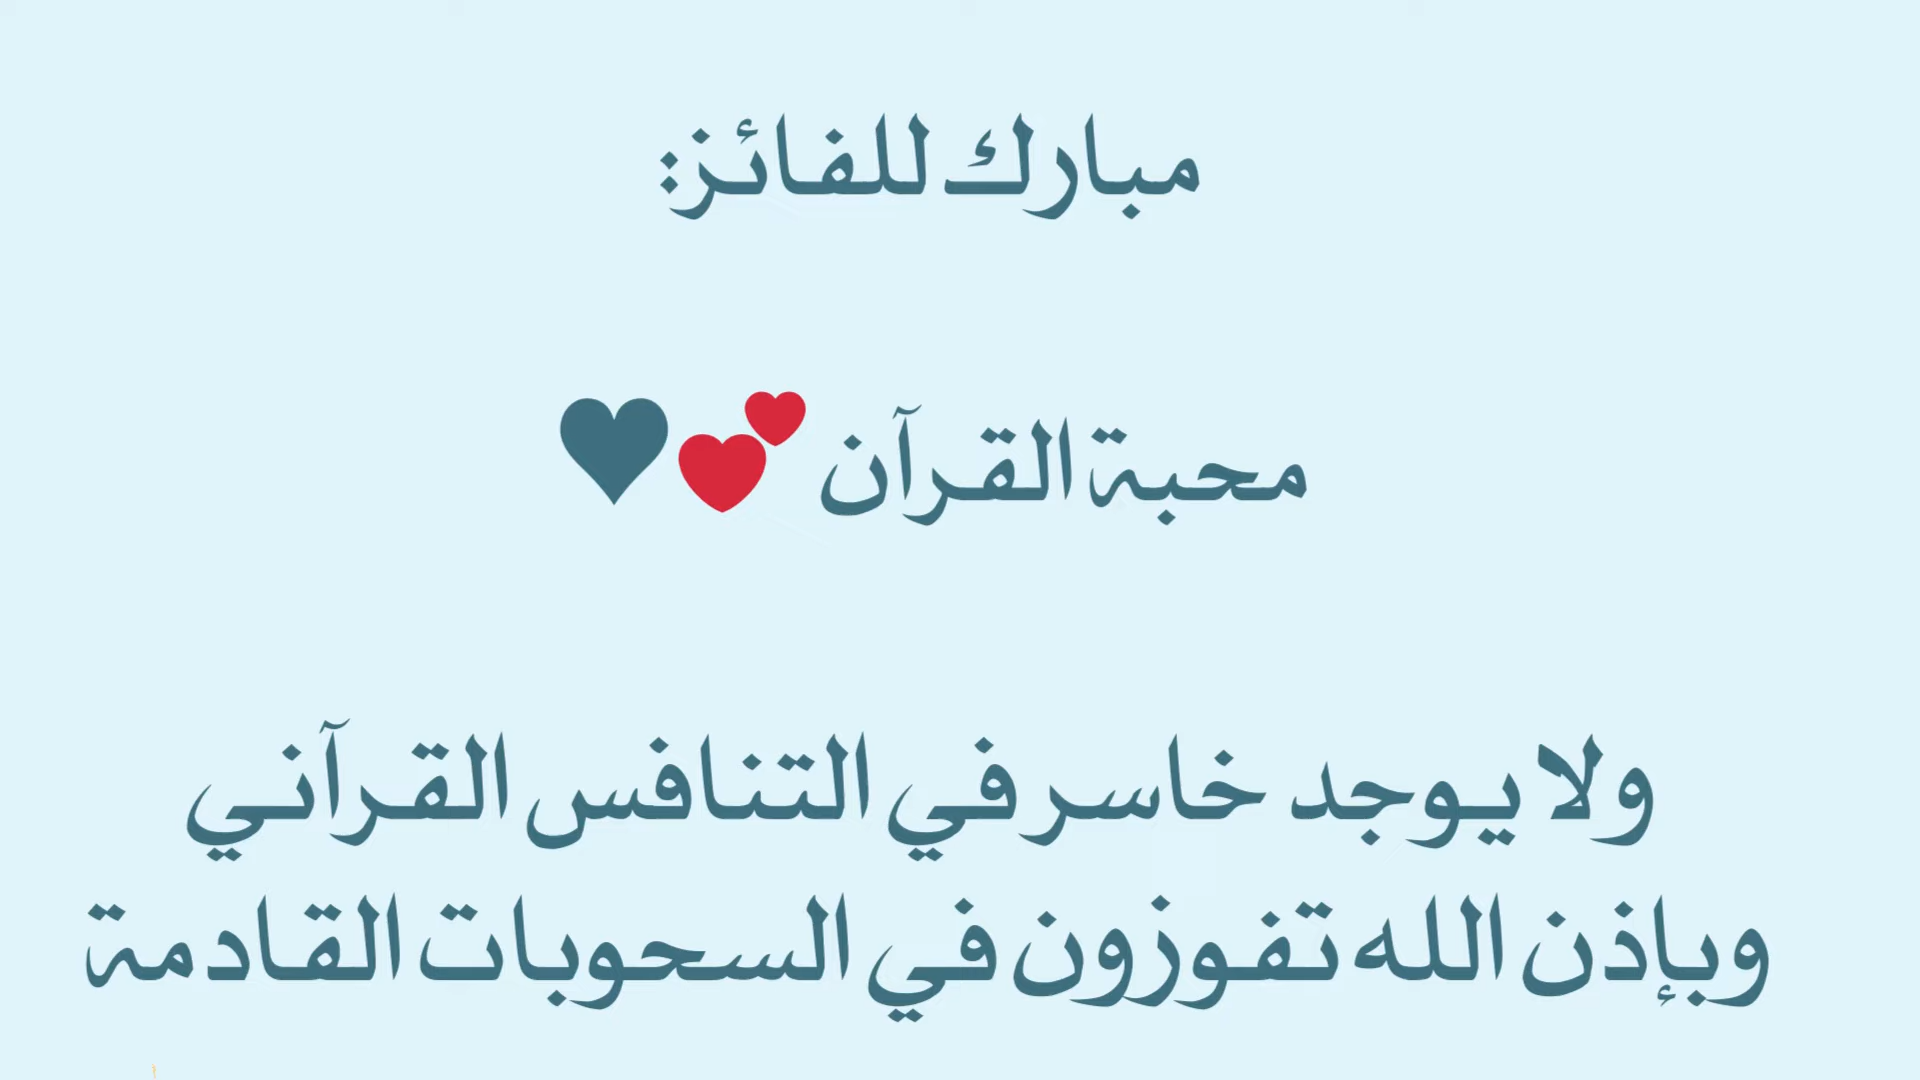 مبارك للفائز:
محبة القرآن 💕♥
ولا يوجد خاسر في التنافس القرآني
وبإذن الله تفوزون في السحوبات القادمة